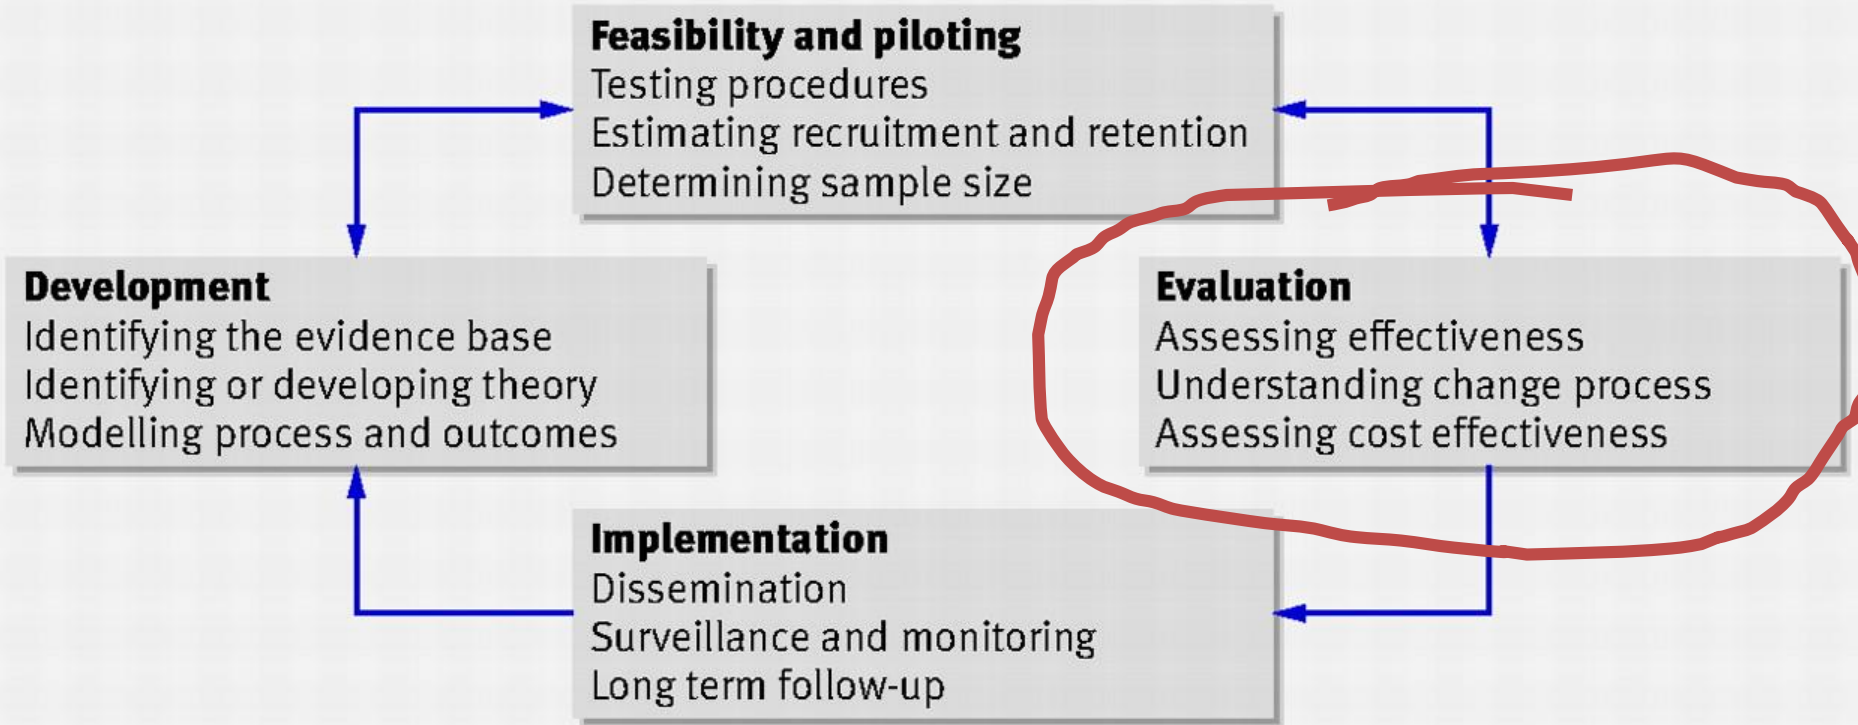 Feasibility and piloting
Testing procedures
Estimating recruitment and retention
Determining sample size
Development
Identifying the evidence base
Identifying or developing theory
Modelling process and outcomes
Evaluation
Assessing effectiveness
Understanding change process
Assessing cost effectiveness
Implementation
Dissemination
Surveillance and monitoring
Long term follow-up